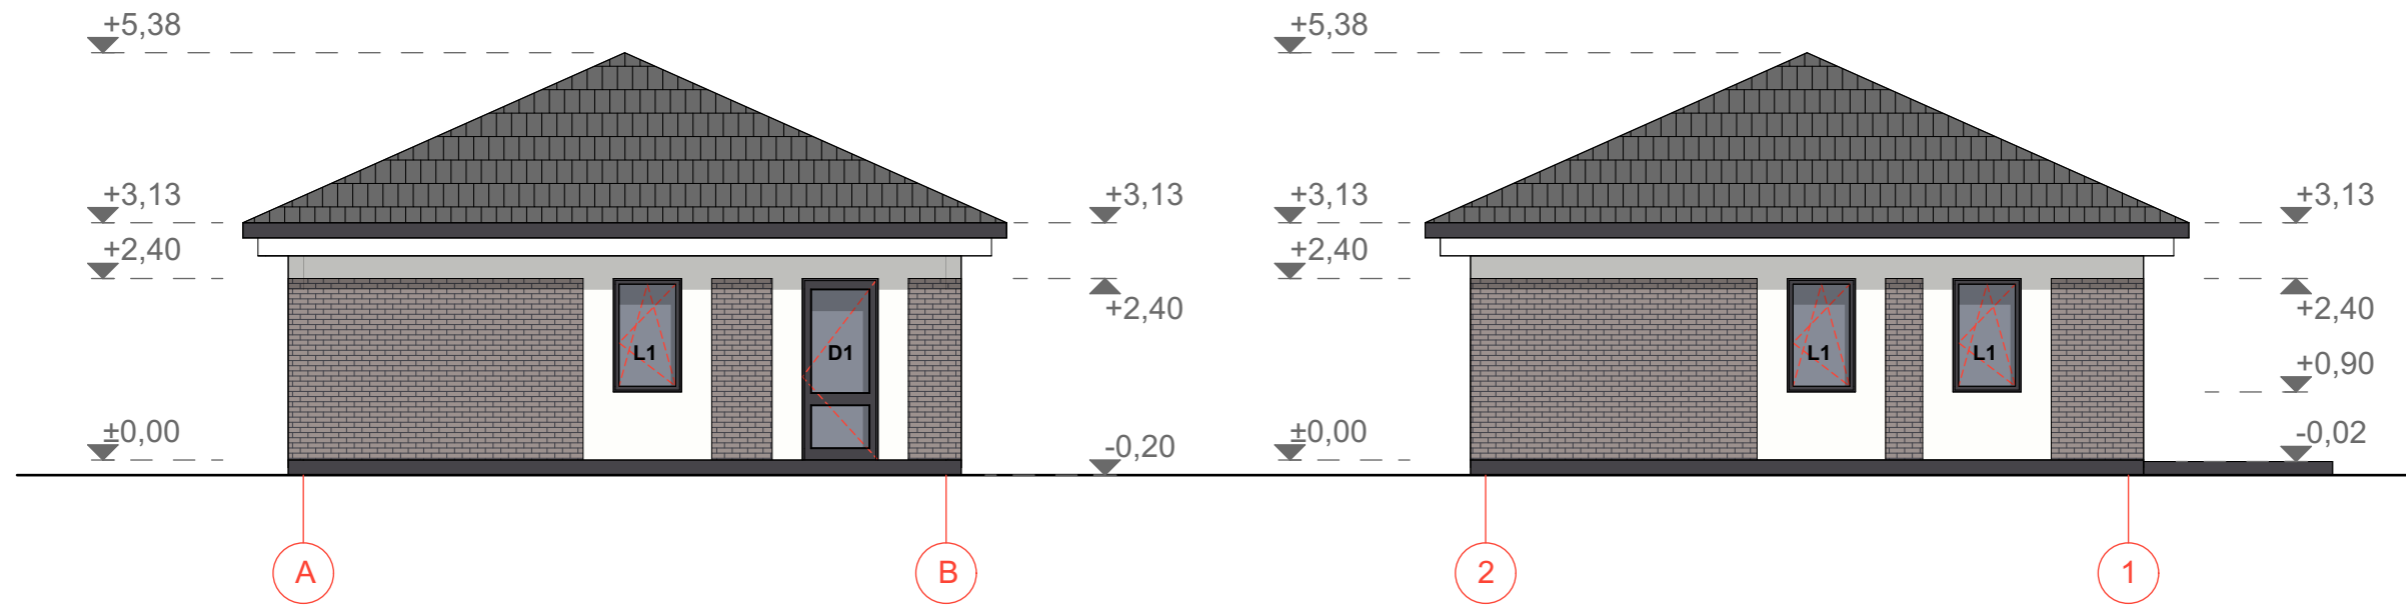 +5,38
+3,13
+2,40
±0,00
L1
D1
+3,13
+2,40
-0,20
A
B
+5,38
+3,13
+2,40
±0,00
L1
L1
+3,13
+2,40
+0,90
-0,02
2
1